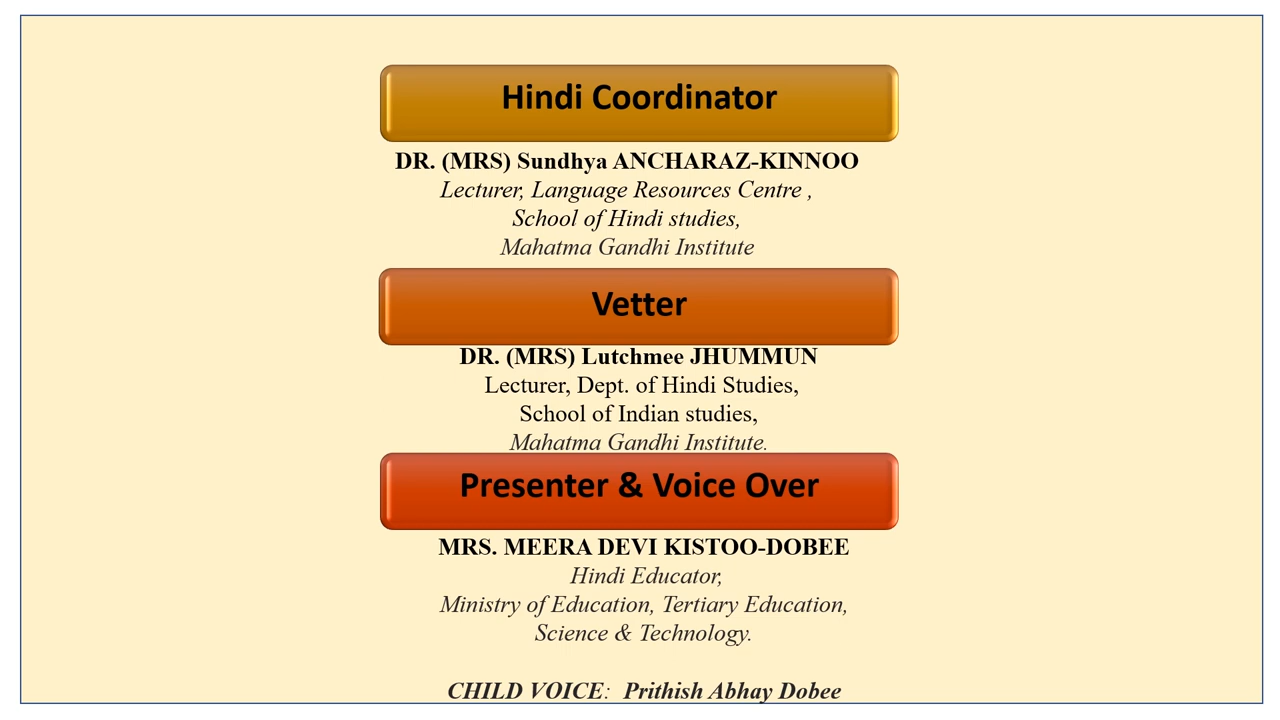 Hindi Coordinator
DR. (MRS) Sundhya ANCHARAZ-KINNOO
Lecturer, Language Resources Centre ,
School of Hindi studies,
Mahatma Gandhi Institute
Vetter
DR. (MRS) Lutchmee JHUMMUN
Lecturer, Dept. of Hindi Studies,
School of Indian studies,
Mahatma Gandhi Institute.
Presenter & Voice Over
MRS. MEERA DEVI KISTOO-DOBEE
Hindi Educator,
Ministry of Education, Tertiary Education,
Science & Technology.
CHILD VOICE:  Prithish Abhay Dobee